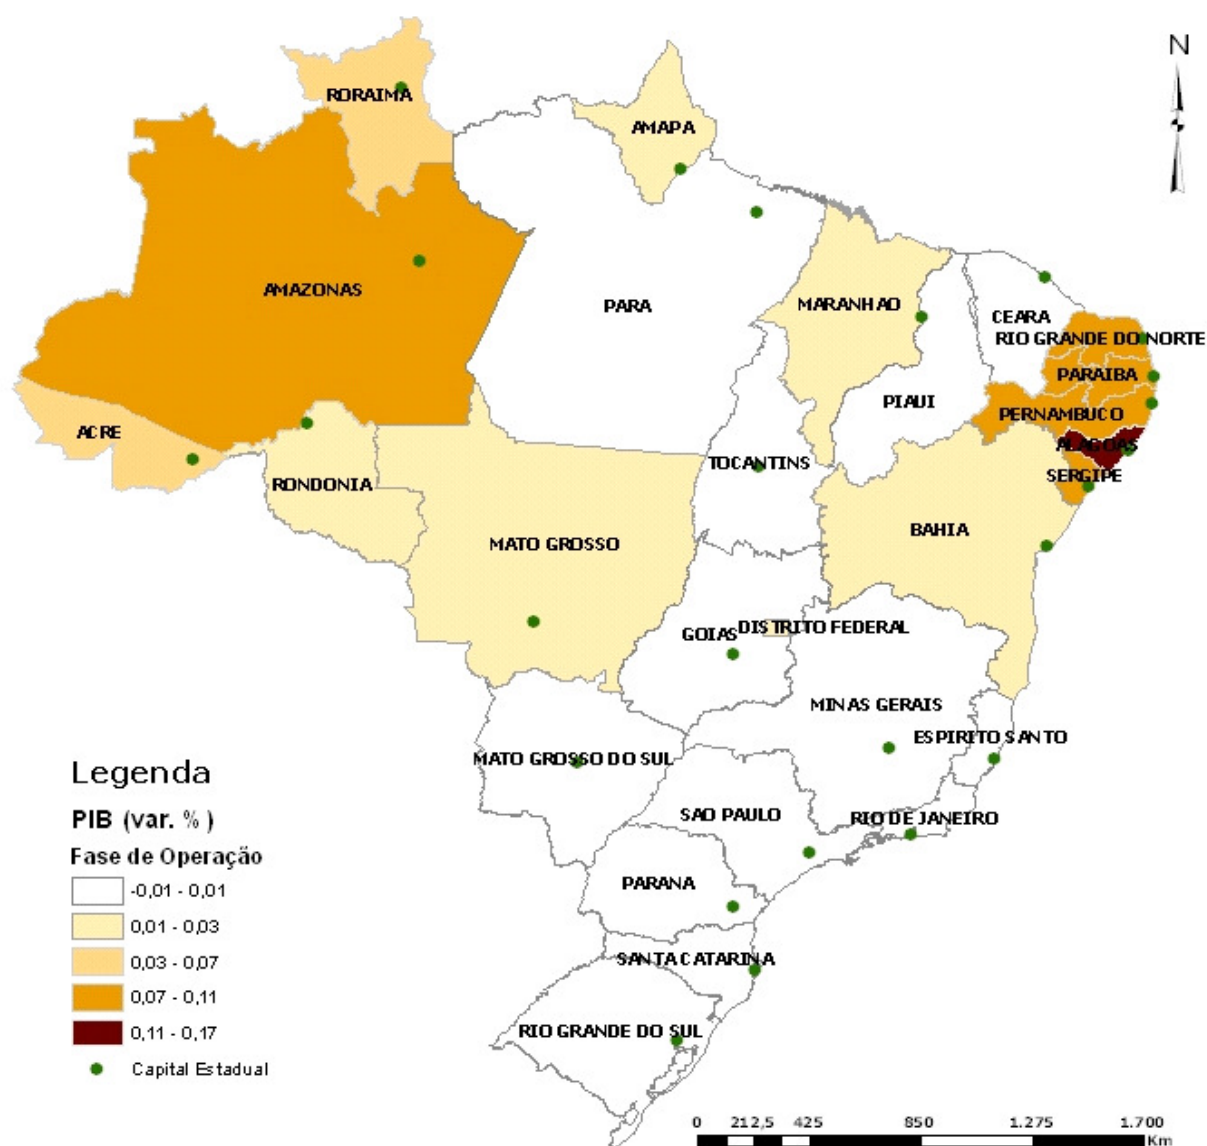 N
RORAIMA
AMAPA
AMAZONAS
PARA
MARANHAO
CEARA
RIO GRANDE DO NORTE
PARAIBA
PIAUI
PERNAMBUCO
ACRE
ALAGOAS
TOCANTINS
SERGIPE
RONDONIA
BAHIA
MATO GROSSO
GOIAS
DISTRITO FEDERAL
MINAS GERAIS
ESPIRITO SANTO
MATO GROSSO DO SUL
SAO PAULO
RIO DE JANEIRO
PARANA
SANTA CATARINA
RIO GRANDE DO SUL
Legenda
PIB (var. %)
Fase de Operação
-0,01 - 0,01
0,01 - 0,03
0,03 - 0,07
0,07 - 0,11
0,11 - 0,17
Capital Estadual
0 212,5 425 850 1.275 1.700
Km